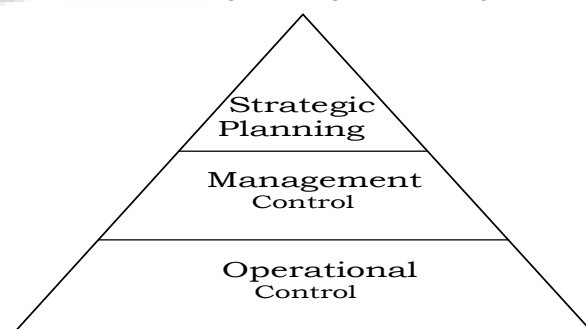 Strategic
Planning
Management
Control
Operational
Control